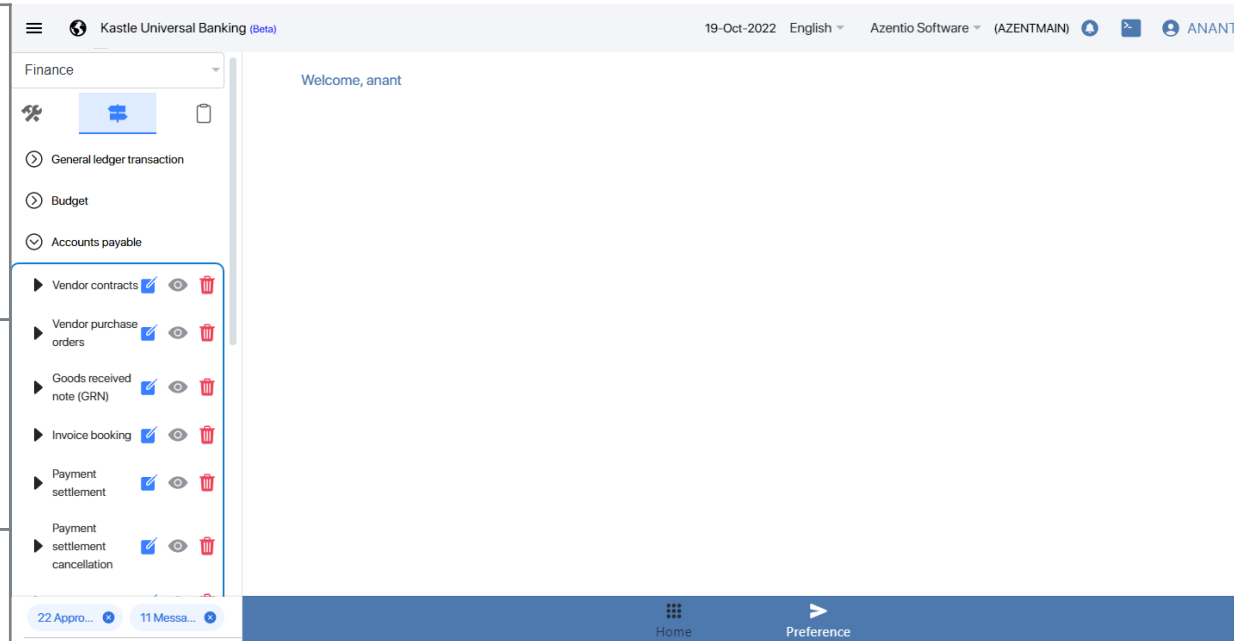 Kastle Universal Banking (Beta)
19-Oct-2022 English Azentio Software (AZENTMAIN) ANANT
Finance
Welcome, anant
General ledger transaction
Budget
Accounts payable
Vendor contracts
Vendor purchase
orders
Goods received
note (GRN)
Invoice booking
Payment
settlement
Payment
settlement
cancellation
22 Appro...
11 Messa...
Home
Preference